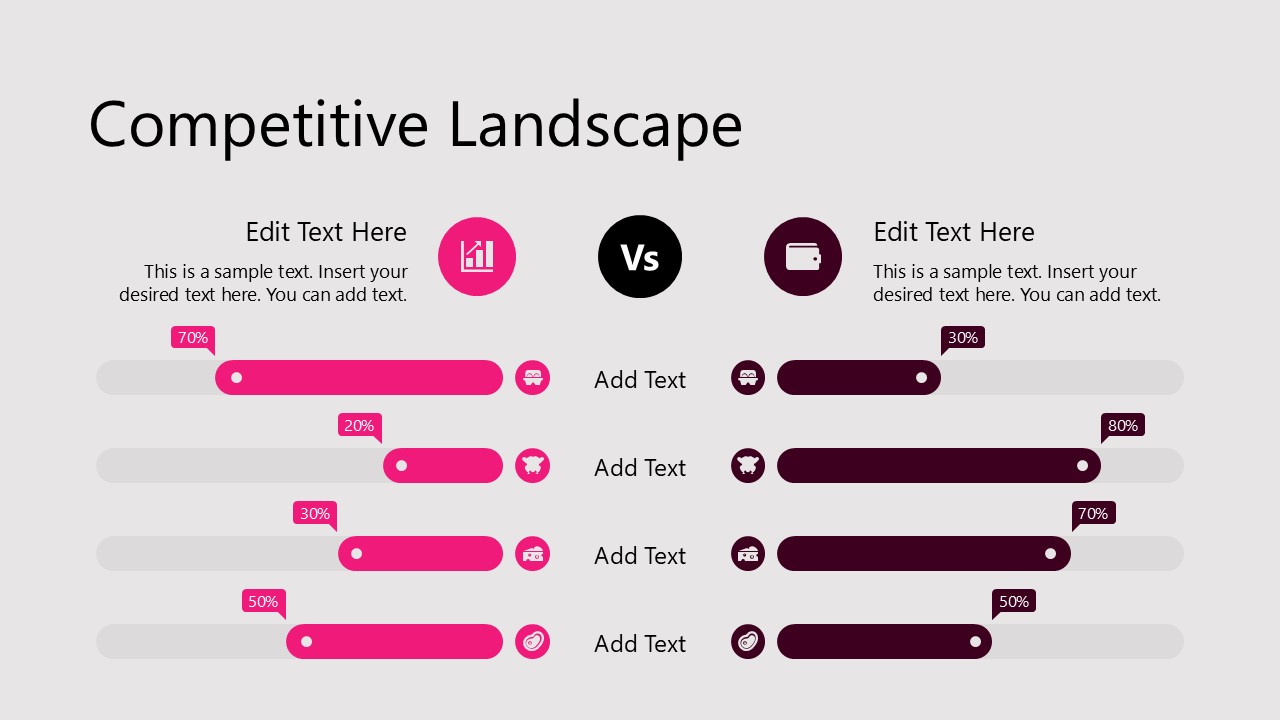 Competitive Landscape
Edit Text Here
This is a sample text. Insert your
desired text here. You can add text.
Vs
Edit Text Here
This is a sample text. Insert your
desired text here. You can add text.
70%
Add Text
30%
20%
Add Text
80%
30%
Add Text
70%
50%
Add Text
50%